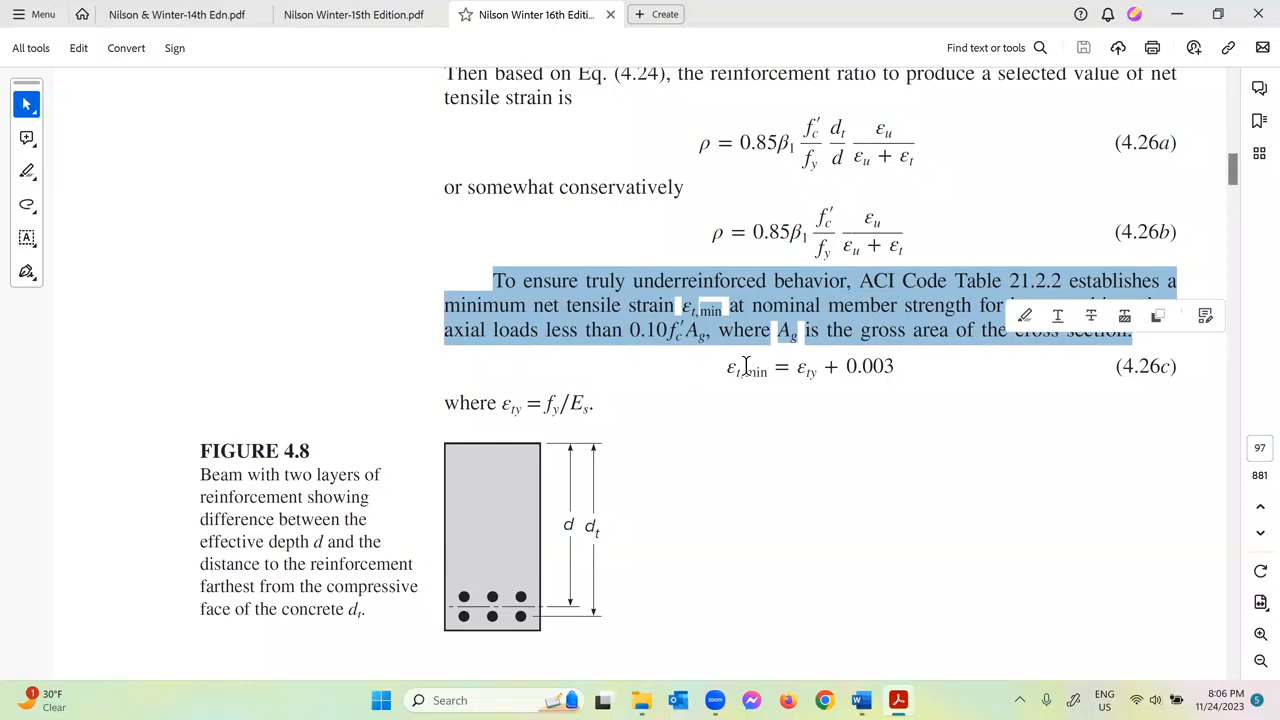 Menu
Nilson & Winter-14th Edn.pdf
Nilson Winter-15th Edition.pdf
Nilson Winter 16th Editi...
Create
All tools
Edit
Convert
Sign
Find text or tools
Then based on Eq. (4.24), the reinforcement ratio to produce a selected value of net
tensile strain is
ρ = 0.85β₁ f′c/fy dt/d εu/(εu + εt) (4.26a)
or somewhat conservatively
ρ = 0.85β₁ f′c/fy εu/(εu + εt) (4.26b)
To ensure truly underreinforced behavior, ACI Code Table 21.2.2 establishes a
minimum net tensile strain εt,min at nominal member strength for
axial loads less than 0.10f′cAg, where Ag is the gross area of the cross section.
εt,min = εty + 0.003 (4.26c)
where εty = fy/Es.
FIGURE 4.8
Beam with two layers of
reinforcement showing
difference between the
effective depth d and the
distance to the reinforcement
farthest from the compressive
face of the concrete dt.
d dt
97
881
1
30°F
Clear
Search
ENG
US
8:06 PM
11/24/2023
5